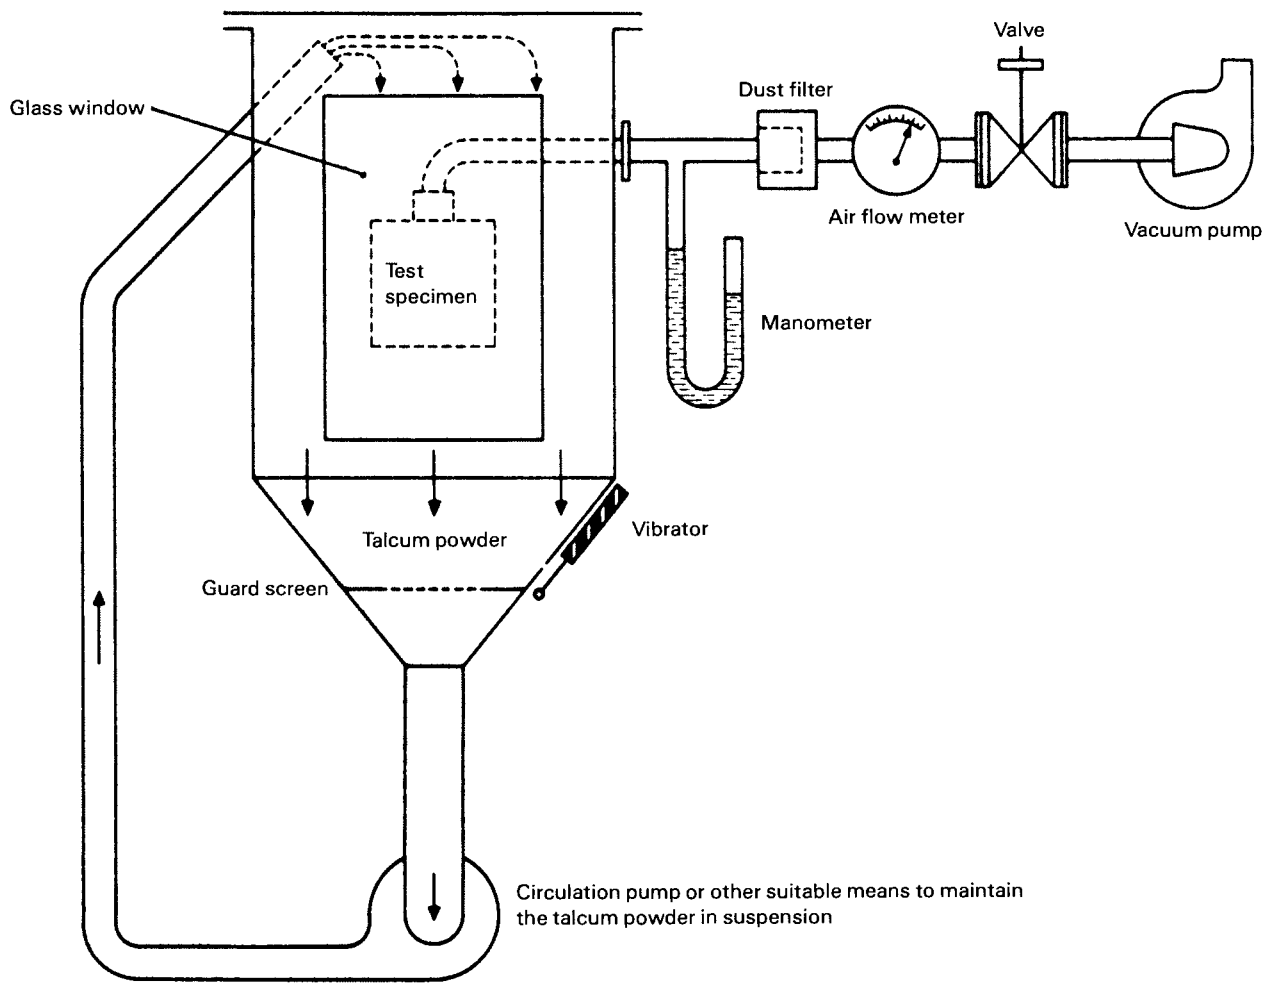 Valve
Dust filter
Glass window
Air flow meter
Vacuum pump
Test
specimen
Manometer
Vibrator
Talcum powder
Guard screen
Circulation pump or other suitable means to maintain
the talcum powder in suspension